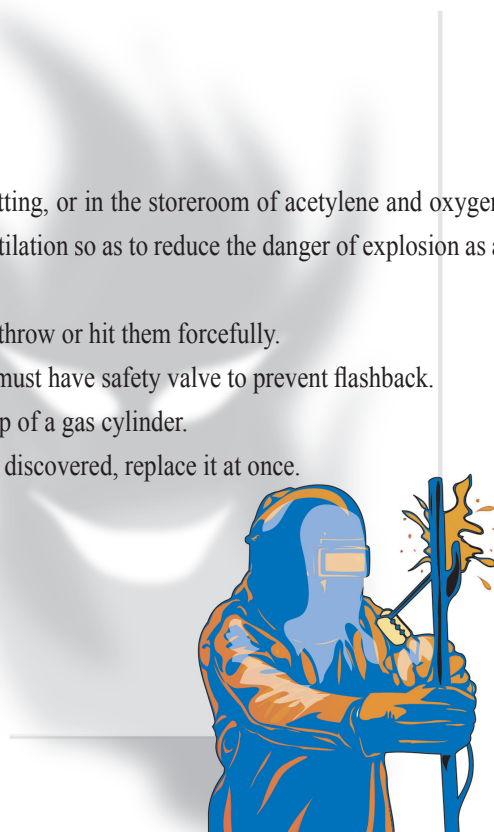 tting, or in the storeroom of acetylene and oxygen
tilation so as to reduce the danger of explosion as a
throw or hit them forcefully.
must have safety valve to prevent flashback.
p of a gas cylinder.
discovered, replace it at once.